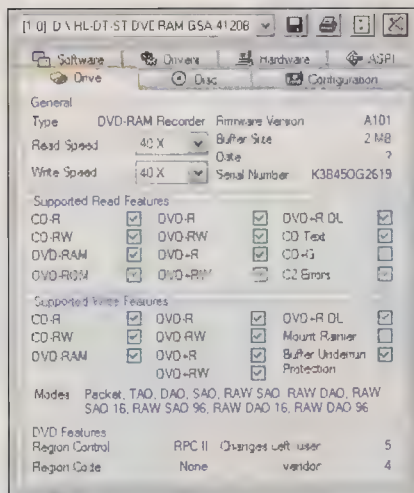 [1:0] D:\ HL-DT-ST DVDRAM GSA-4120B
Software Drivers Hardware ASPI
Drive Disc Configuration
General
Type DVD-RAM Recorder Firmware Version A101
Read Speed 40 X Buffer Size 2 MB
Date ?
Write Speed 40 X Serial Number K3B450G2619
Supported Read Features
CD-R DVD-R DVD+R DL
CD-RW DVD-RW CD Text
DVD-RAM DVD+R CD+G
DVD-ROM DVD+RW C2 Errors
Supported Write Features
CD-R DVD-R DVD+R DL
CD-RW DVD-RW Mount Rainier
DVD-RAM DVD+R Buffer Underrun
DVD+RW Protection
Modes Packet, TAO, DAO, SAO, RAW SAO, RAW DAO, RAW
SAO 16, RAW SAO 96, RAW DAO 16, RAW DAO 96
DVD Features
Region Control RPC II Changes left user 5
Region Code None vendor 4